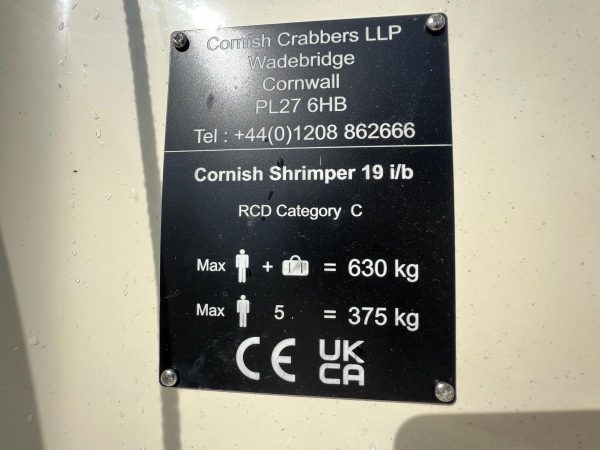 Cornish Crabbers LLP
Wadebridge
Cornwall
PL27 6HB
Tel : +44(0)1208 862666
Cornish Shrimper 19 i/b
RCD Category C
Max + = 630 kg
Max 5 = 375 kg
CE UK
CA